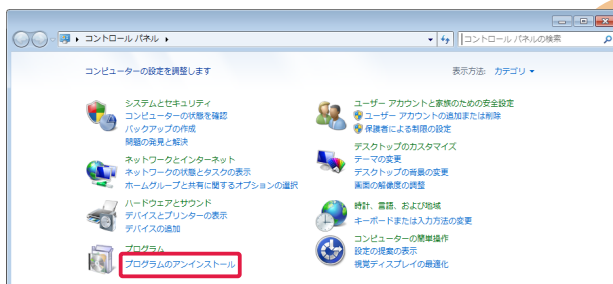 コントロール パネル
コントロール パネルの検索
コンピューターの設定を調整します
表示方法: カテゴリ
システムとセキュリティ
コンピューターの状態を確認
バックアップの作成
問題の発見と解決
ネットワークとインターネット
ネットワークの状態とタスクの表示
ホームグループと共有に関するオプションの選択
ハードウェアとサウンド
デバイスとプリンターの表示
デバイスの追加
プログラム
プログラムのアンインストール
ユーザー アカウントと家族のための安全設定
ユーザー アカウントの追加または削除
保護者による制限の設定
デスクトップのカスタマイズ
テーマの変更
デスクトップの背景の変更
画面の解像度の調整
時計、言語、および地域
キーボードまたは入力方法の変更
コンピューターの簡単操作
設定の提案の表示
視覚ディスプレイの最適化